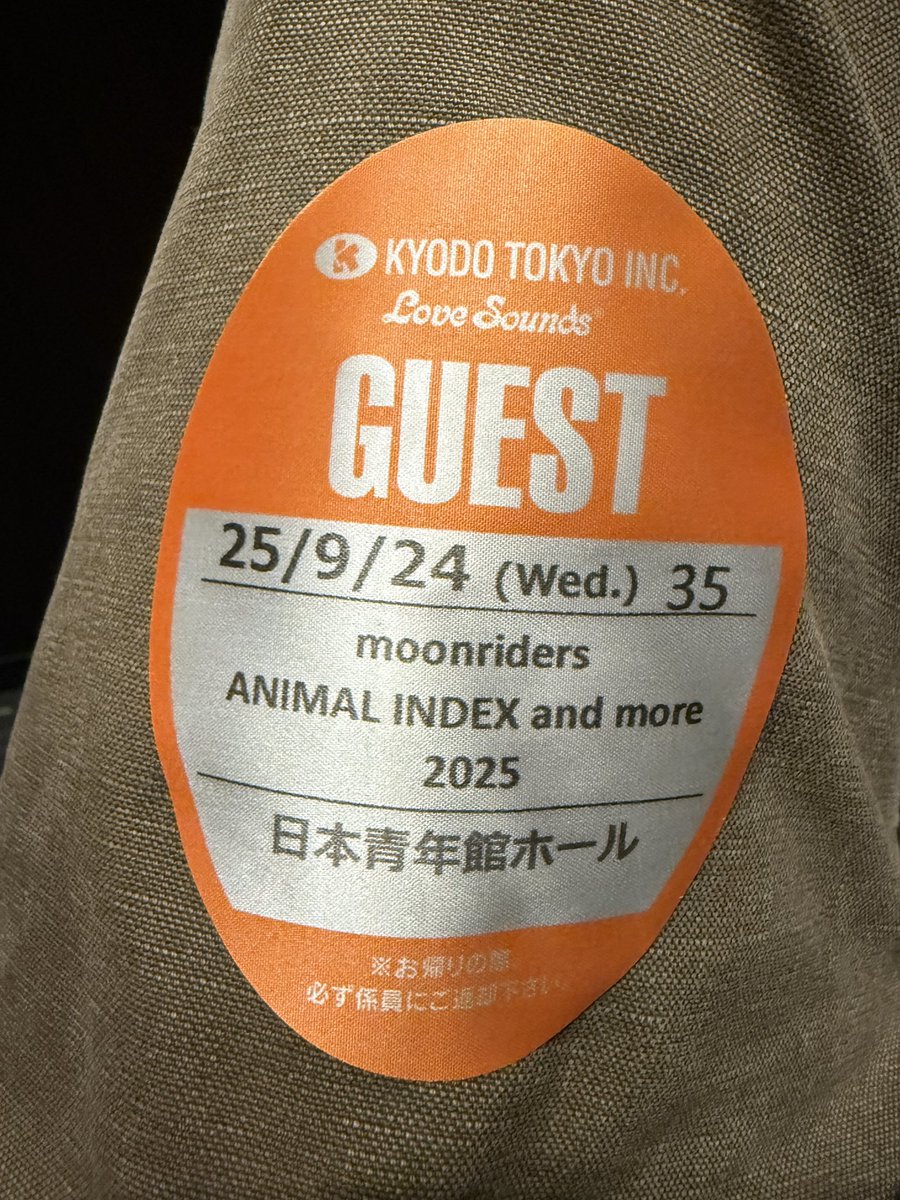 K KYODO TOKYO INC.
Love Sounds
GUEST
25/9/24 (Wed.) 35
moonriders
ANIMAL INDEX and more
2025
日本青年館ホール
※お帰りの際、
必ず係員にご返却下さい。